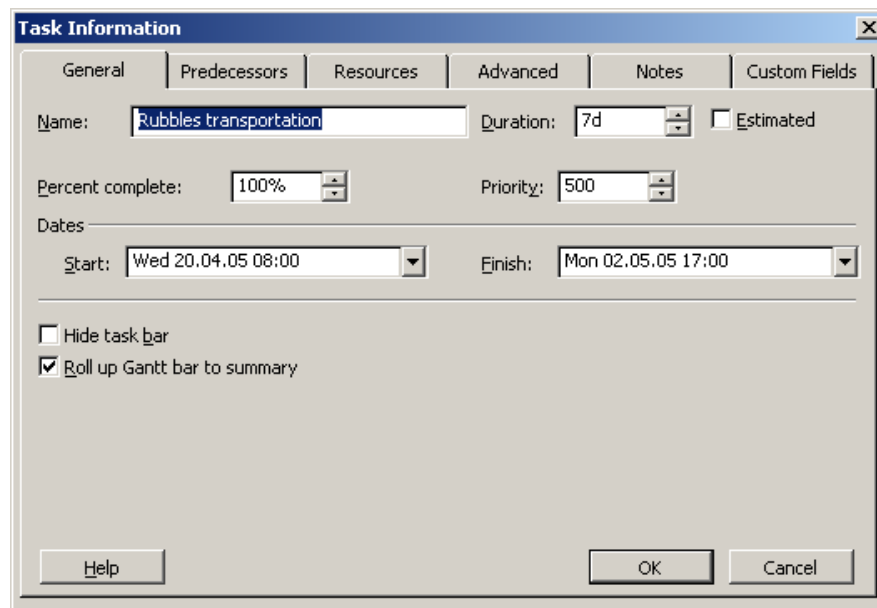 Task Information
General Predecessors Resources Advanced Notes Custom Fields
Name: Rubbles transportation Duration: 7d Estimated
Percent complete: 100% Priority: 500
Dates
Start: Wed 20.04.05 08:00 Finish: Mon 02.05.05 17:00
Hide task bar
Roll up Gantt bar to summary
Help OK Cancel